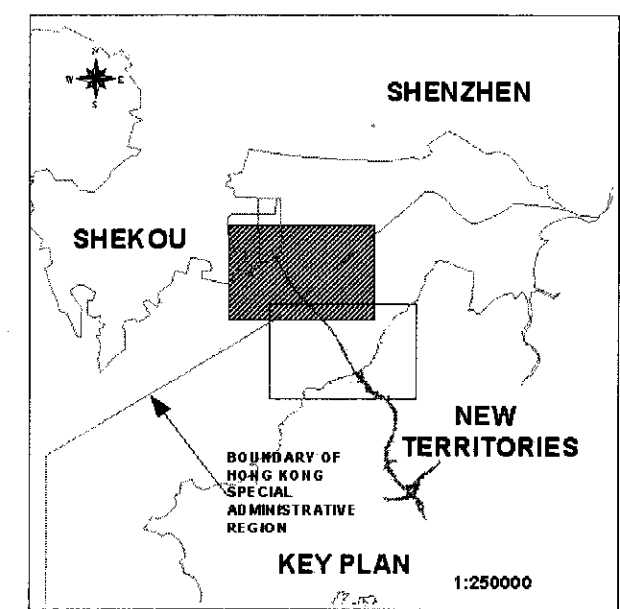 N
W E
S
SHENZHEN
SHEKOU
NEW
TERRITORIES
BOUNDARY OF
HONG KONG
SPECIAL
ADMINISTRATIVE
REGION
KEY PLAN
1:250000